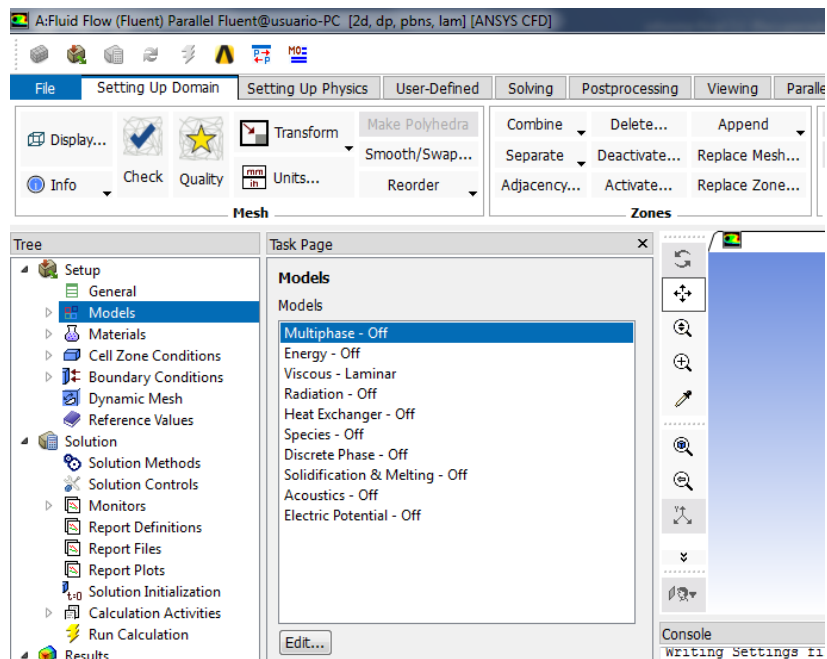 A:Fluid Flow (Fluent) Parallel Fluent@usuario-PC [2d, dp, pbns, lam] [ANSYS CFD]
File Setting Up Domain Setting Up Physics User-Defined Solving Postprocessing Viewing Paralle
Display... Check Quality Transform Make Polyhedra Combine Delete... Append
Smooth/Swap... Separate Deactivate... Replace Mesh...
Info Units... Reorder Adjacency... Activate... Replace Zone...
Mesh Zones
Tree Task Page
Setup Models
General Models
Models Multiphase - Off
Materials Energy - Off
Cell Zone Conditions Viscous - Laminar
Boundary Conditions Radiation - Off
Dynamic Mesh Heat Exchanger - Off
Reference Values Species - Off
Solution Discrete Phase - Off
Solution Methods Solidification & Melting - Off
Solution Controls Acoustics - Off
Monitors Electric Potential - Off
Report Definitions
Report Files
Report Plots
Solution Initialization
Calculation Activities
Run Calculation Edit... Console
Results Writing Settings fi